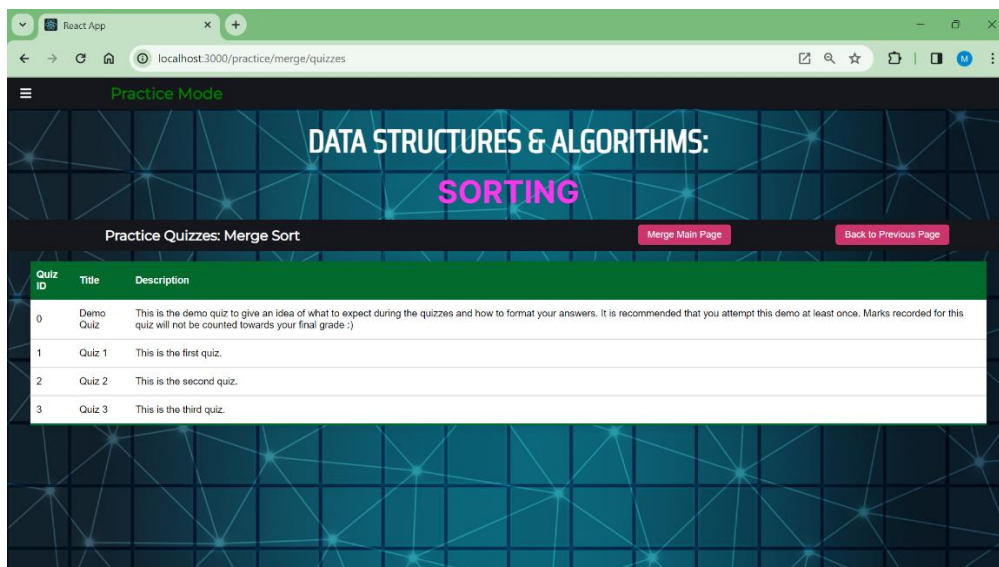 React App
localhost:3000/practice/merge/quizzes
M
Practice Mode
DATA STRUCTURES & ALGORITHMS:
SORTING
Practice Quizzes: Merge Sort
Merge Main Page
Back to Previous Page
Quiz ID Title Description
0 Demo Quiz This is the demo quiz to give an idea of what to expect during the quizzes and how to format your answers. It is recommended that you attempt this demo at least once. Marks recorded for this
quiz will not be counted towards your final grade :)
1 Quiz 1 This is the first quiz.
2 Quiz 2 This is the second quiz.
3 Quiz 3 This is the third quiz.